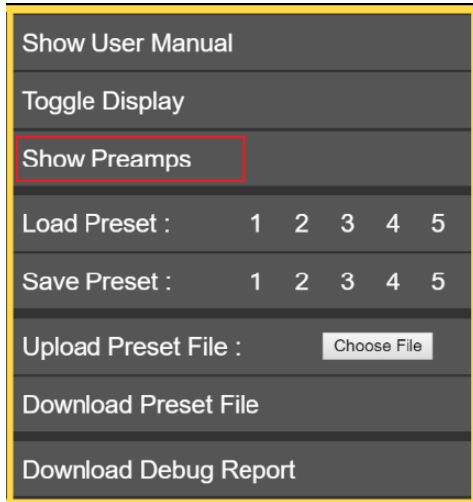 Show User Manual
Toggle Display
Show Preamps
Load Preset : 1 2 3 4 5
Save Preset : 1 2 3 4 5
Upload Preset File : Choose File
Download Preset File
Download Debug Report